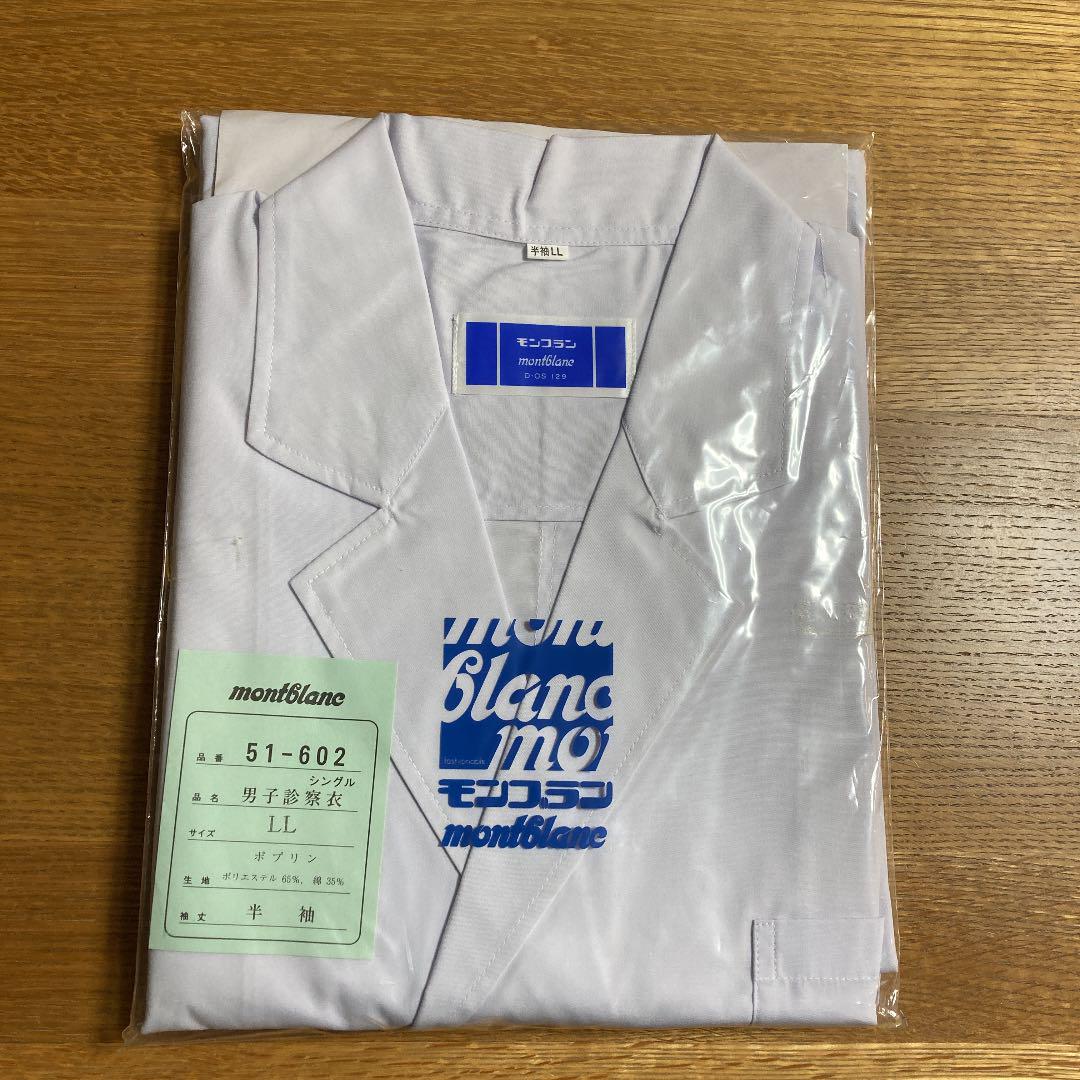 半袖LL
モンブラン
montblanc
D-OS 129
mont
blanc
mo
fashionable
モンブラン
montblanc
montblanc
品番 51-602
シングル
品名 男子診察衣
サイズ LL
ポプリン
生地 ポリエステル 65%, 綿 35%
袖丈 半袖